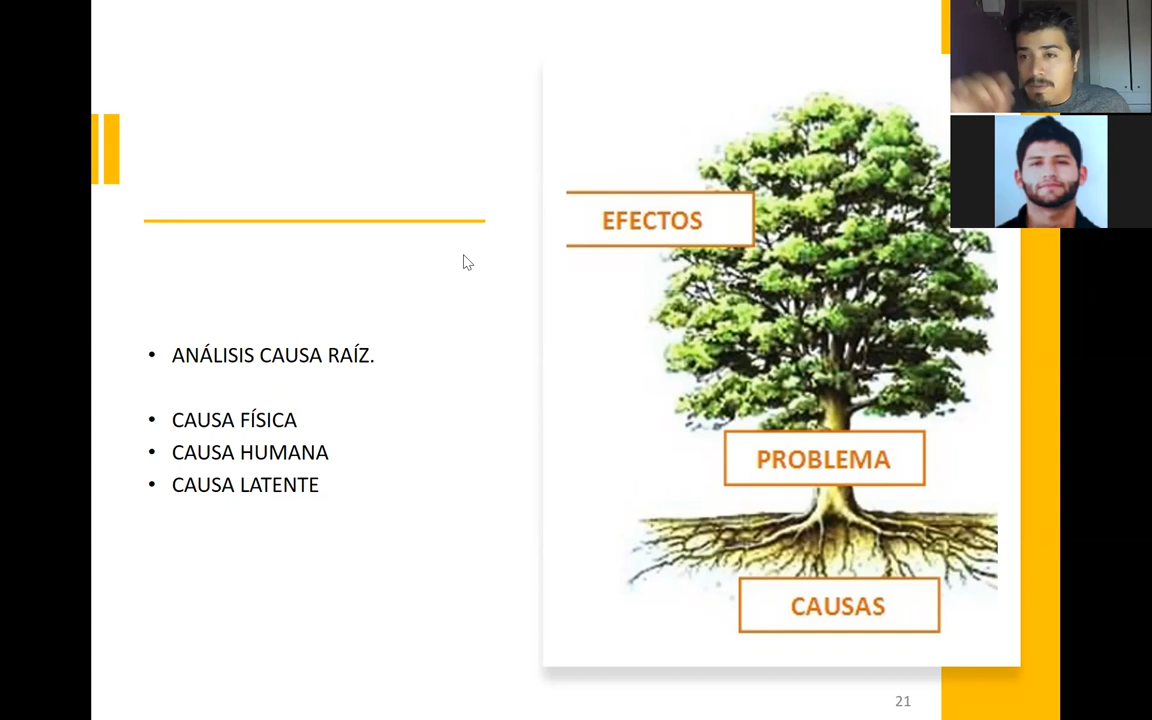 • ANÁLISIS CAUSA RAÍZ.
• CAUSA FÍSICA
• CAUSA HUMANA
• CAUSA LATENTE
EFECTOS
PROBLEMA
CAUSAS
21